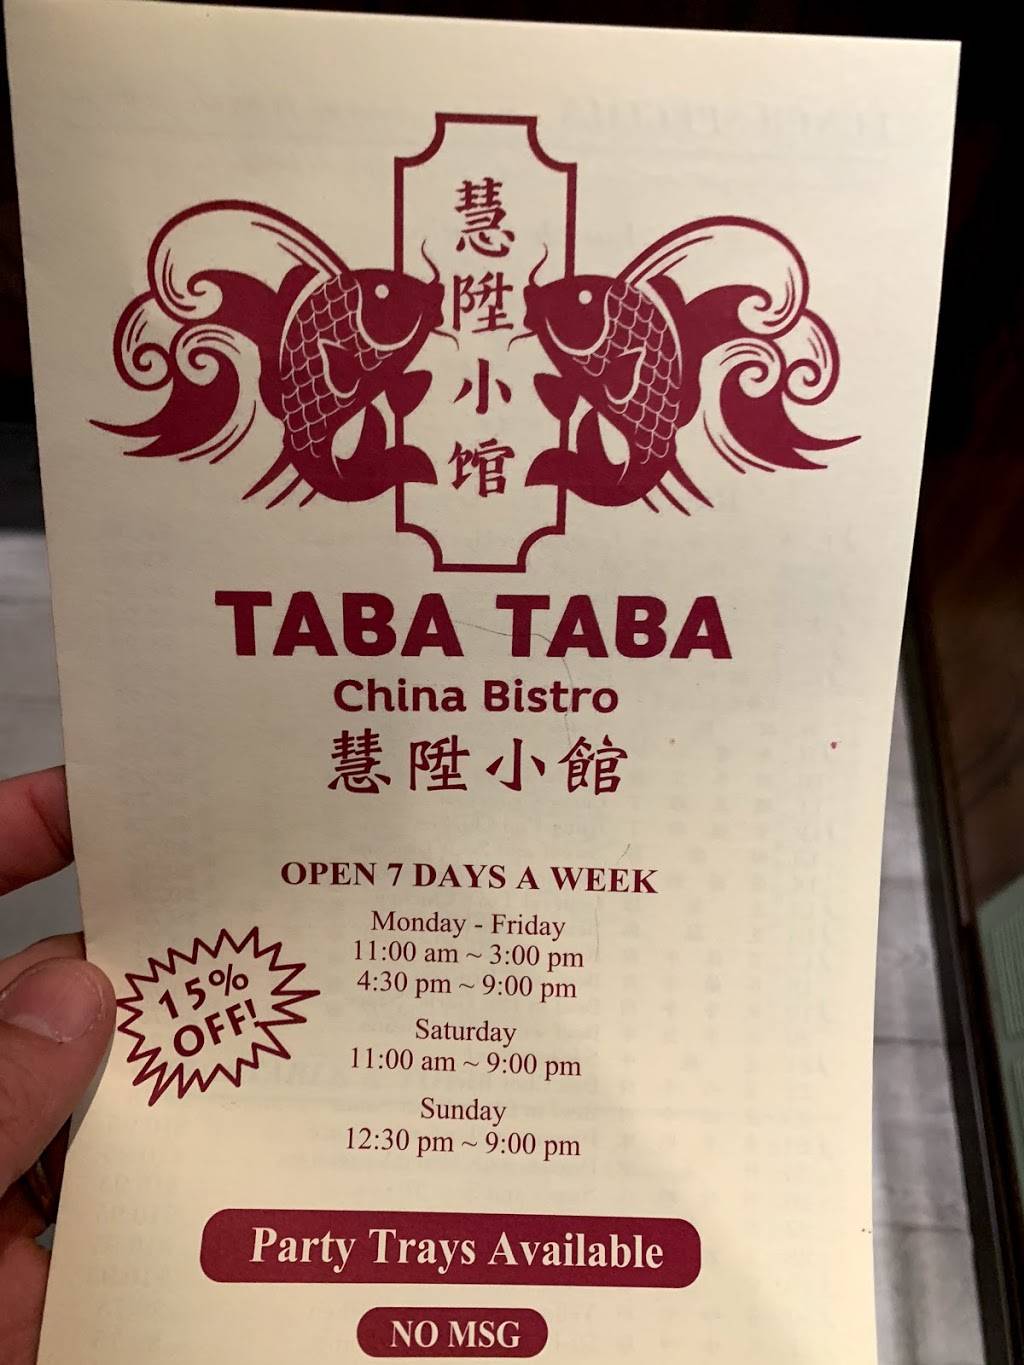 慧
陞
小
馆
TABA TABA
China Bistro
慧陞小館
OPEN 7 DAYS A WEEK
Monday - Friday
11:00 am ~ 3:00 pm
4:30 pm ~ 9:00 pm
15%
OFF!
Saturday
11:00 am ~ 9:00 pm
Sunday
12:30 pm ~ 9:00 pm
Party Trays Available
NO MSG